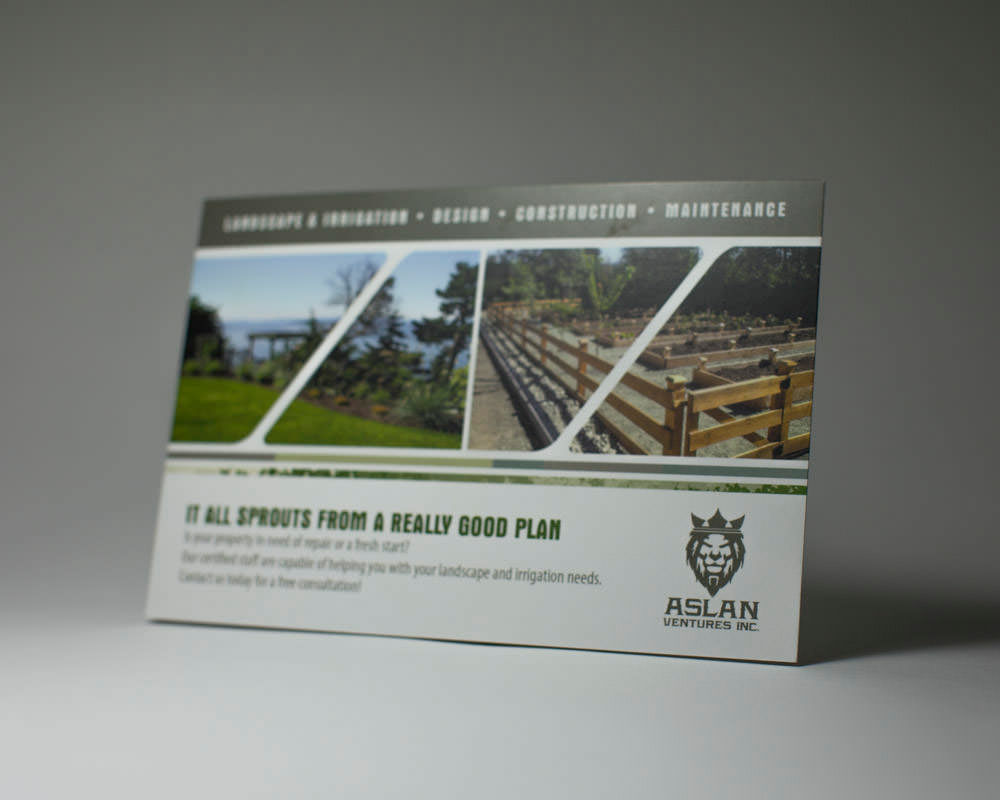 LANDSCAPE & IRRIGATION • DESIGN • CONSTRUCTION • MAINTENANCE
IT ALL SPROUTS FROM A REALLY GOOD PLAN
Is your property in need of repair or a fresh start?
Our certified staff are capable of helping you with your landscape and irrigation needs.
Contact us today for a free consultation!
ASLAN
VENTURES INC.